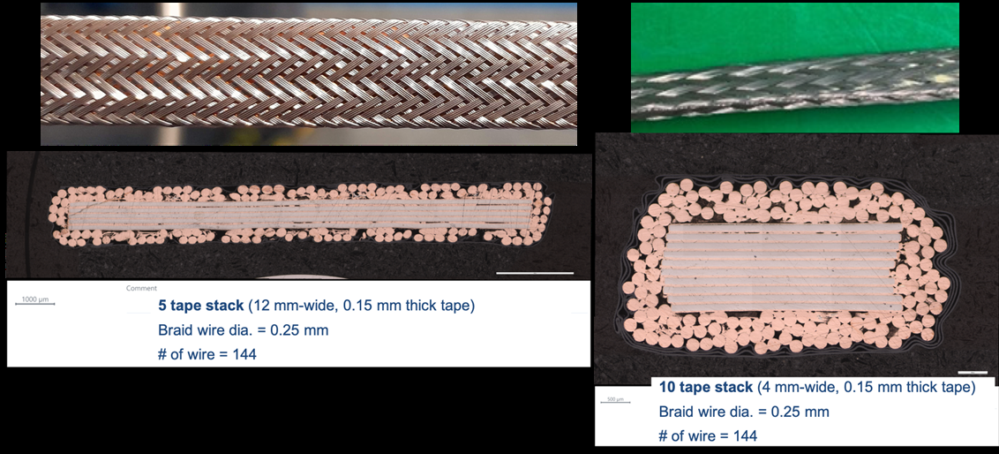 Comment
1000 µm
5 tape stack (12 mm-wide, 0.15 mm thick tape)
Braid wire dia. = 0.25 mm
# of wire = 144
10 tape stack (4 mm-wide, 0.15 mm thick tape)
500 µm
Braid wire dia. = 0.25 mm
# of wire = 144